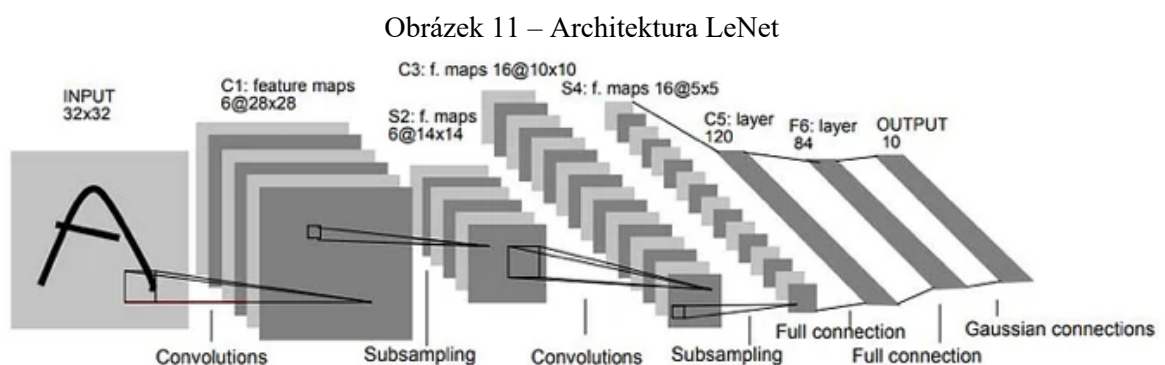 Obrázek 11 – Architektura LeNet
INPUT
32x32
C1: feature maps
6@28x28
S2: f. maps
6@14x14
C3: f. maps 16@10x10
S4: f. maps 16@5x5
C5: layer
120
F6: layer
84
OUTPUT
10
Convolutions
Subsampling
Convolutions
Subsampling
Full connection
Full connection
Gaussian connections